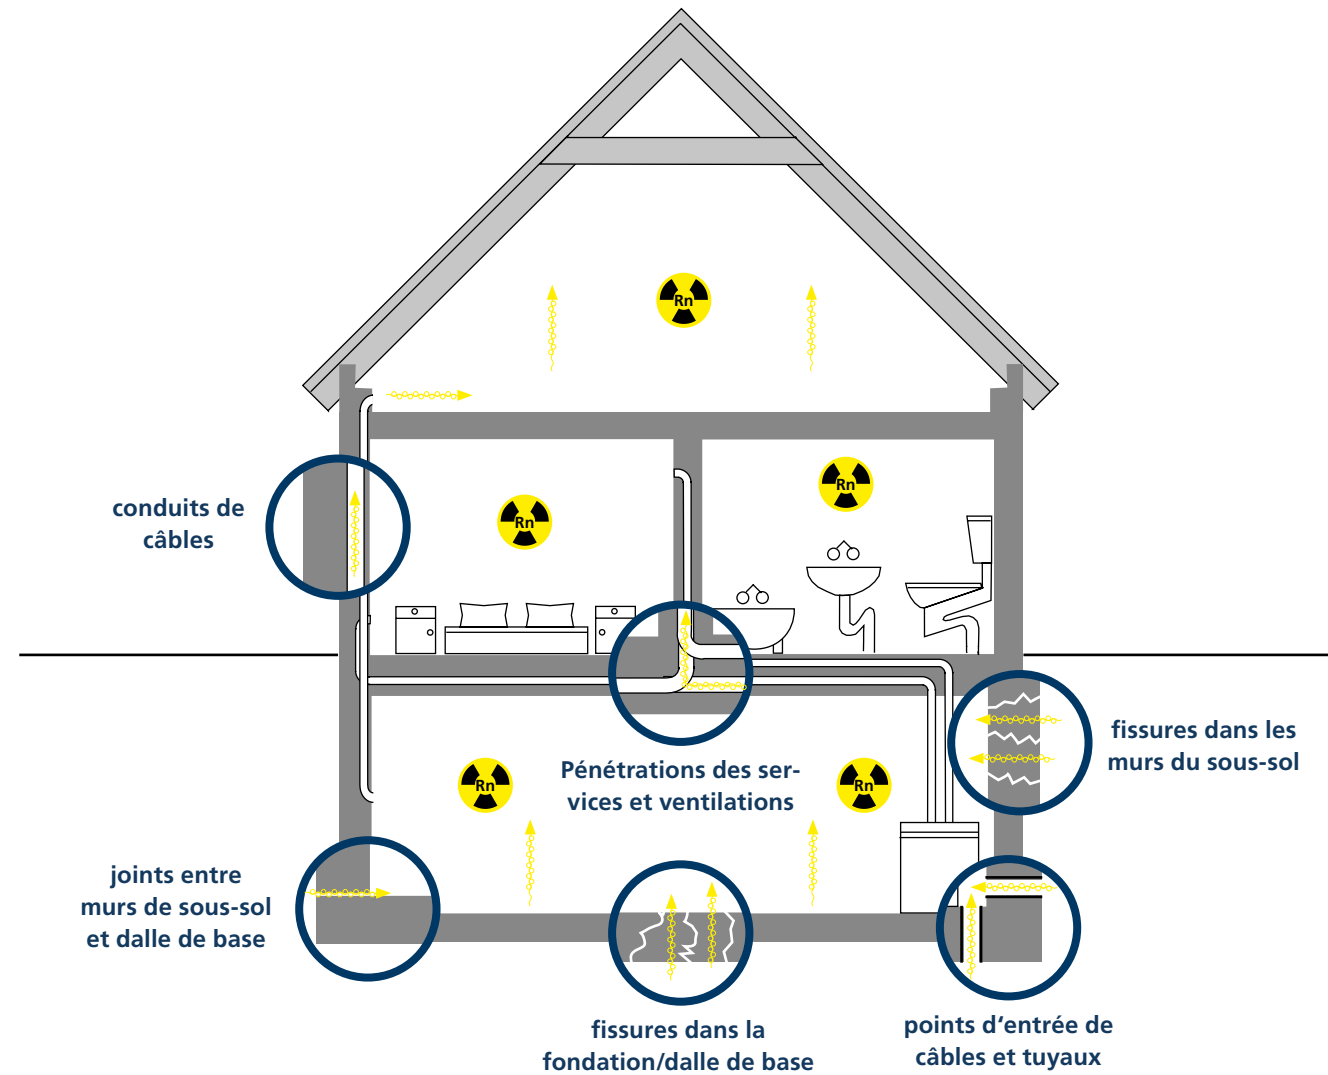 Rn
Rn
Rn
conduits de
câbles
Pénétrations des ser-
vices et ventilations
fissures dans les
murs du sous-sol
Rn
Rn
joints entre
murs de sous-sol
et dalle de base
fissures dans la
fondation/dalle de base
points d‘entrée de
câbles et tuyaux